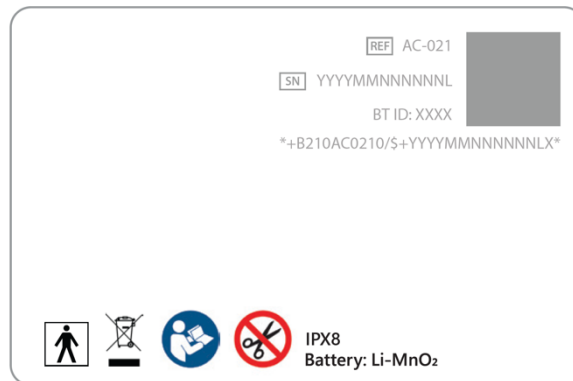 REF AC-021
SN YYYYMMNNNNNNL
BT ID: XXXX
*+B210AC0210/$+YYYYMMNNNNNNLX*
IPX8
Battery: Li-MnO₂